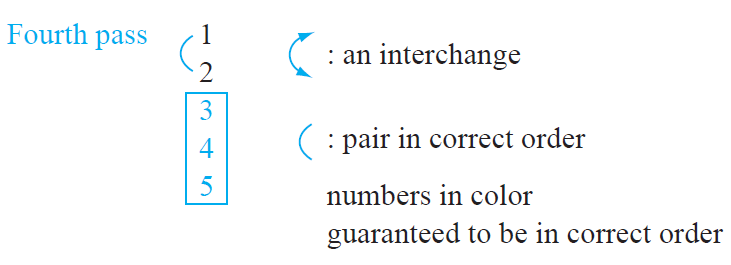 Fourth pass
1
2
3
4
5
: an interchange
: pair in correct order
numbers in color
guaranteed to be in correct order